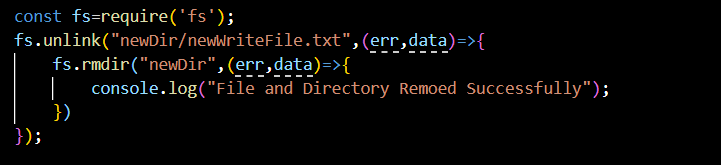 const fs=require('fs');
fs.unlink("newDir/newWriteFile.txt",(err,data)=>{
    fs.rmdir("newDir",(err,data)=>{
        console.log("File and Directory Remoed Successfully");
    })
});